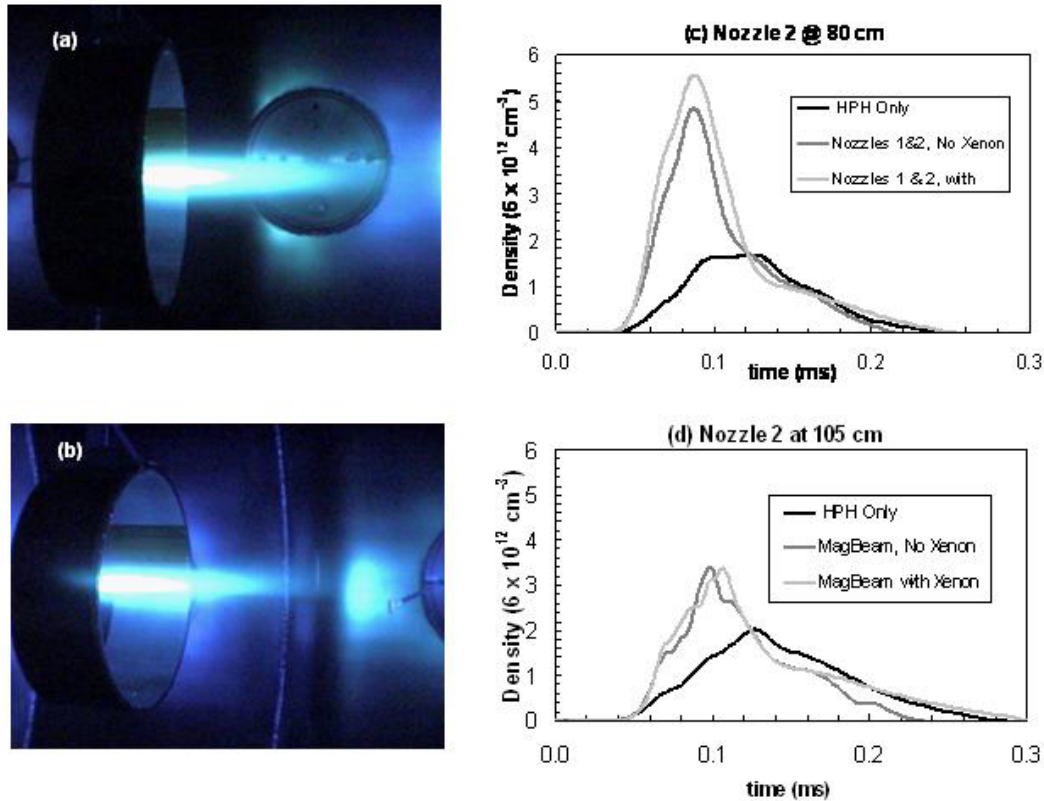 (a)
(c) Nozzle 2 @ 80 cm
Density (6 x 10¹² cm⁻³)
6
5
4
3
2
1
0
HPH Only
Nozzles 1&2, No Xenon
Nozzles 1 & 2, with
0.0 0.1 0.2 0.3
time (ms)
(b)
(d) Nozzle 2 at 105 cm
Density (6 x 10¹² cm⁻³)
6
5
4
3
2
1
0
HPH Only
MagBeam, No Xenon
MagBeam with Xenon
0.0 0.1 0.2 0.3
time (ms)